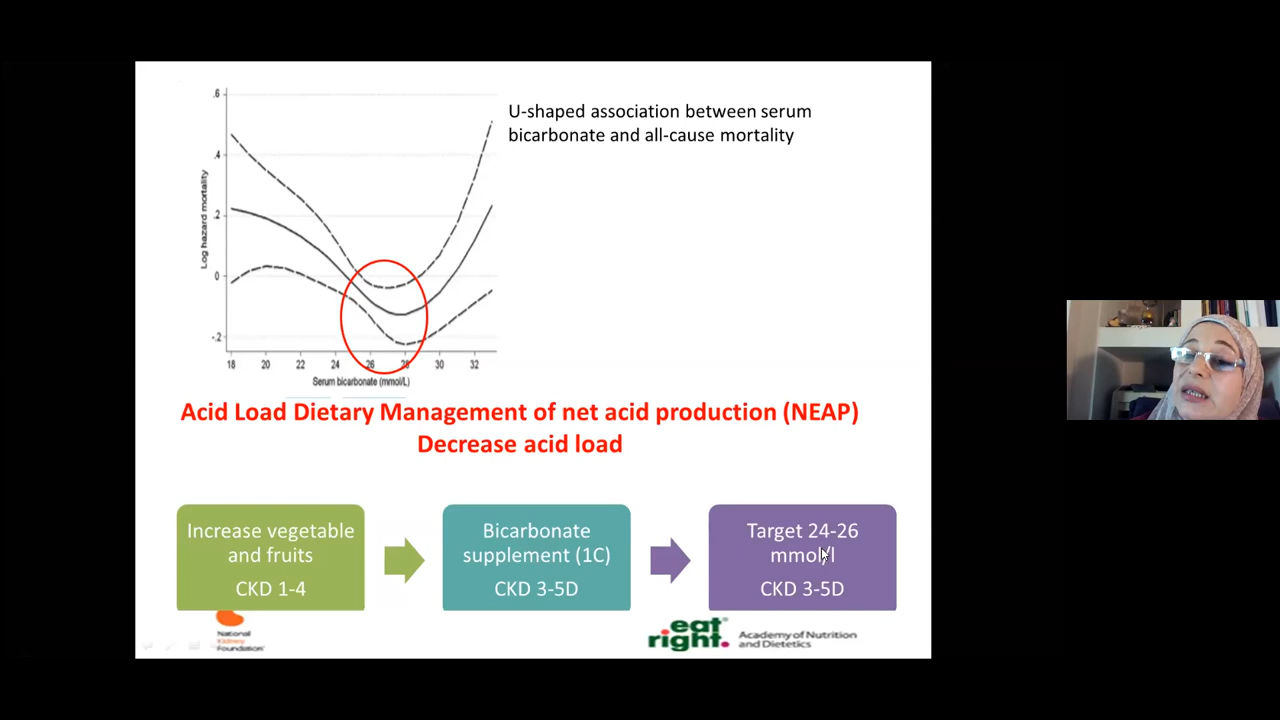 U-shaped association between serum
bicarbonate and all-cause mortality
.6
.4
.2
0
-.2
Log hazard mortality
18 20 22 24 26 28 30 32
Serum bicarbonate (mmol/L)
Acid Load Dietary Management of net acid production (NEAP)
Decrease acid load
Increase vegetable
and fruits
CKD 1-4
Bicarbonate
supplement (1C)
CKD 3-5D
Target 24-26
mmol/l
CKD 3-5D
National
Kidney
Foundation
eat
right.
Academy of Nutrition
and Dietetics